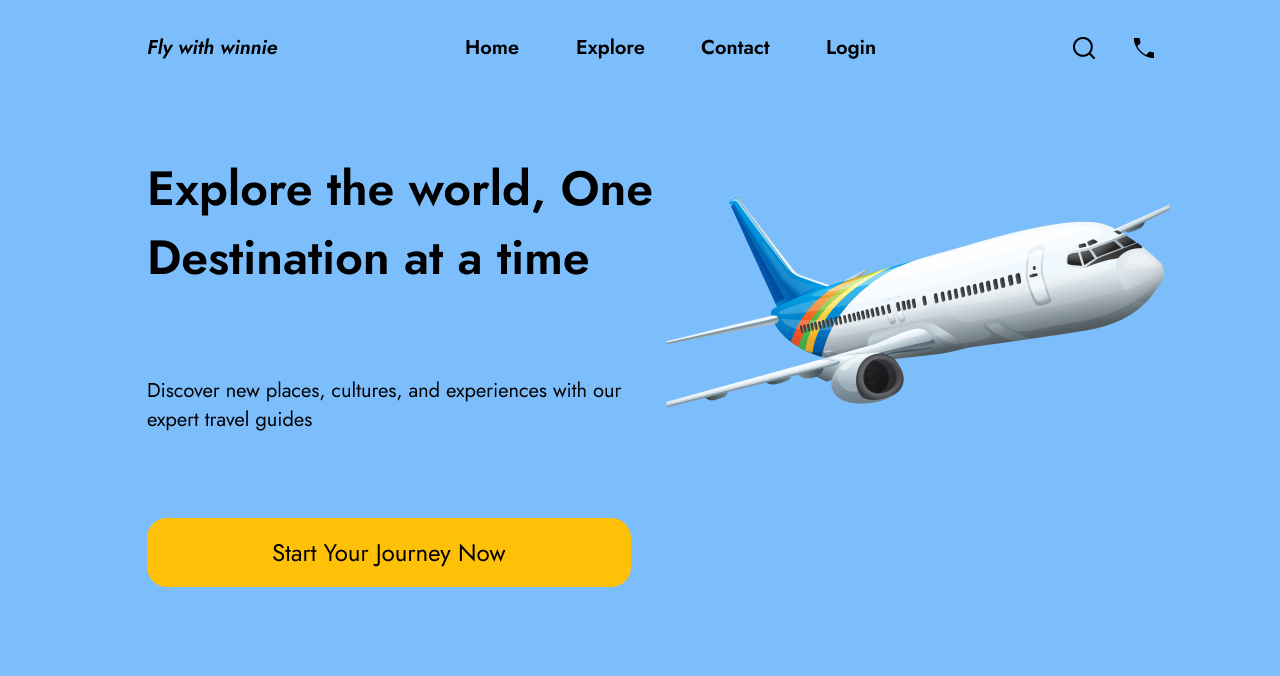 Fly with winnie Home Explore Contact Login
Explore the world, One
Destination at a time
Discover new places, cultures, and experiences with our
expert travel guides
Start Your Journey Now